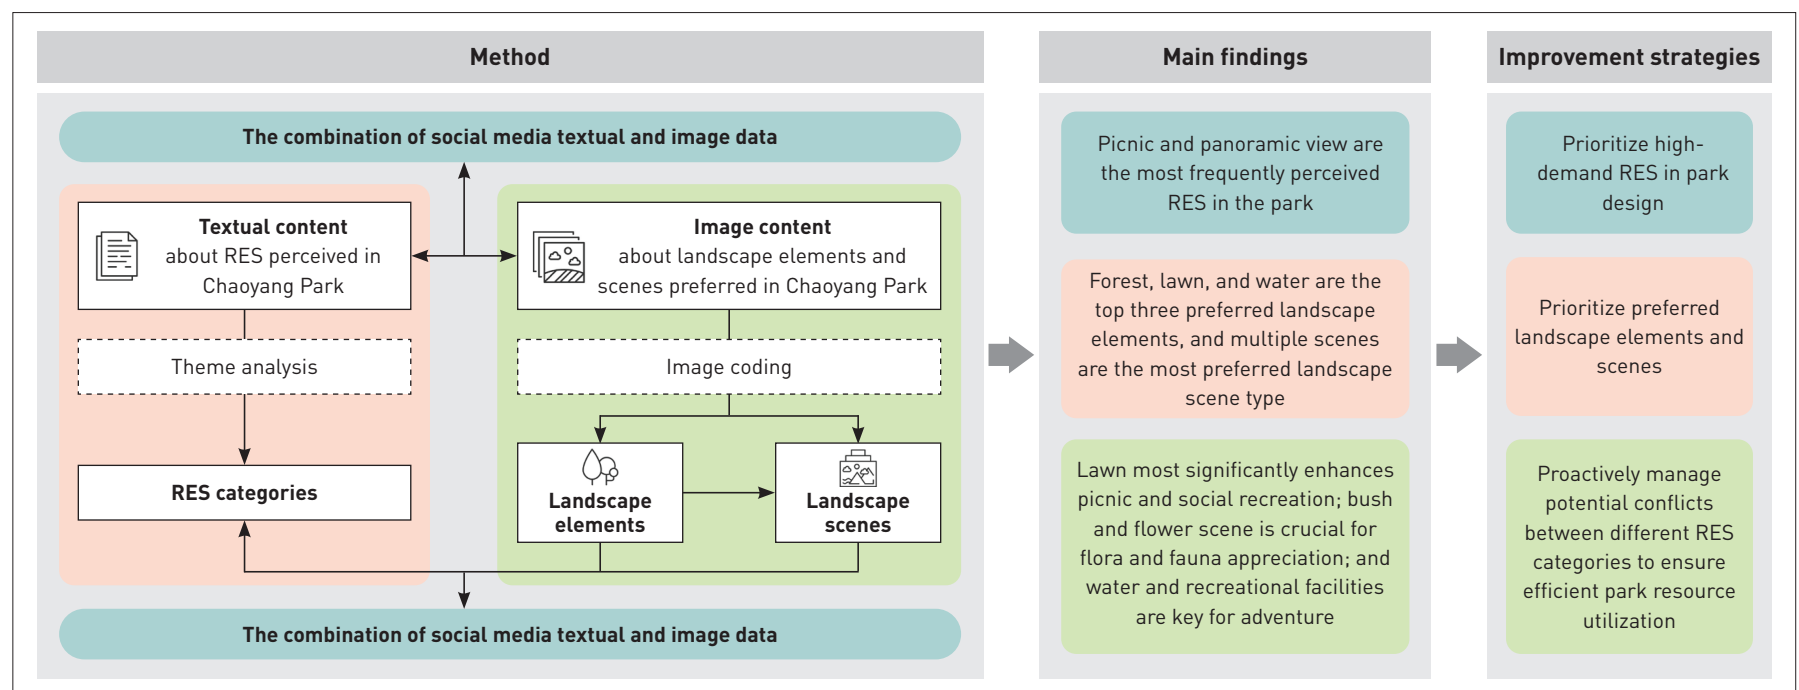 Method
The combination of social media textual and image data
Textual content
about RES perceived in
Chaoyang Park
Image content
about landscape elements and
scenes preferred in Chaoyang Park
Theme analysis
Image coding
RES categories
Landscape
elements
Landscape
scenes
The combination of social media textual and image data
Main findings
Picnic and panoramic view are
the most frequently perceived
RES in the park
Forest, lawn, and water are the
top three preferred landscape
elements, and multiple scenes
are the most preferred landscape
scene type
Lawn most significantly enhances
picnic and social recreation; bush
and flower scene is crucial for
flora and fauna appreciation; and
water and recreational facilities
are key for adventure
Improvement strategies
Prioritize high-
demand RES in park
design
Prioritize preferred
landscape elements and
scenes
Proactively manage
potential conflicts
between different RES
categories to ensure
efficient park resource
utilization